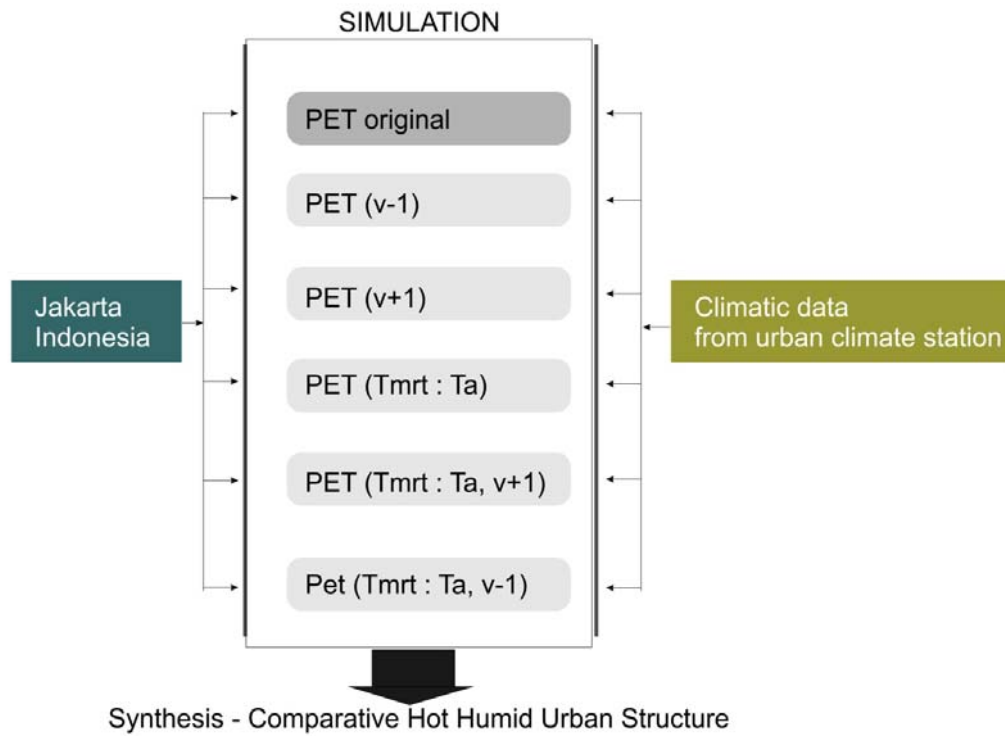 SIMULATION
PET original
PET (v-1)
PET (v+1)
Jakarta
Indonesia
Climatic data
from urban climate station
PET (Tmrt : Ta)
PET (Tmrt : Ta, v+1)
Pet (Tmrt : Ta, v-1)
Synthesis - Comparative Hot Humid Urban Structure